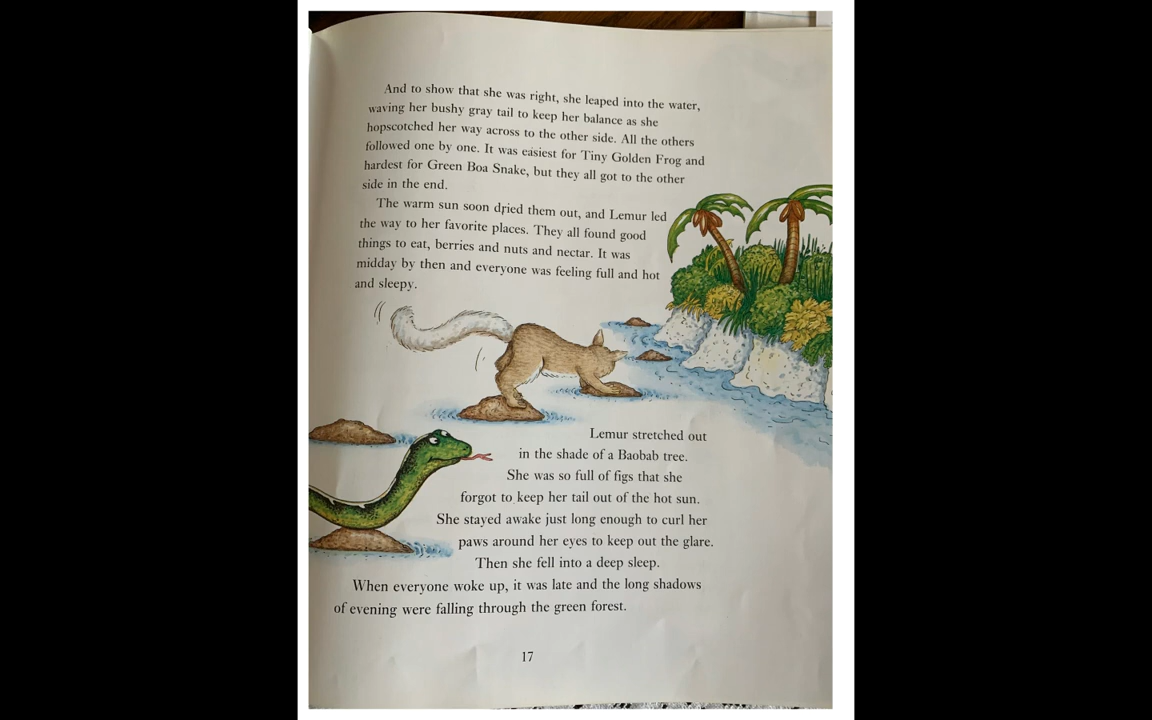 And to show that she was right, she leaped into the water,
waving her bushy gray tail to keep her balance as she
hopscotched her way across to the other side. All the others
followed one by one. It was easiest for Tiny Golden Frog and
hardest for Green Boa Snake, but they all got to the other
side in the end.
The warm sun soon dried them out, and Lemur led
the way to her favorite places. They all found good
things to eat, berries and nuts and nectar. It was
midday by then and everyone was feeling full and hot
and sleepy.
Lemur stretched out
in the shade of a Baobab tree.
She was so full of figs that she
forgot to keep her tail out of the hot sun.
She stayed awake just long enough to curl her
paws around her eyes to keep out the glare.
Then she fell into a deep sleep.
When everyone woke up, it was late and the long shadows
of evening were falling through the green forest.
17